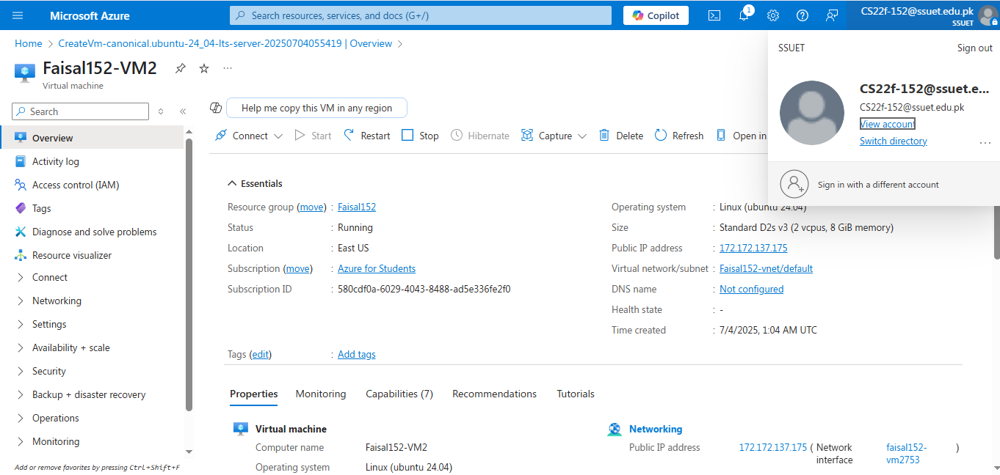 Microsoft Azure
Search resources, services, and docs (G+/)
Copilot
1
CS22f-152@ssuet.edu.pk
SSUET
Home > CreateVm-canonical.ubuntu-24_04-lts-server-20250704055419 | Overview >
Faisal152-VM2
Virtual machine
SSUET
Sign out
CS22f-152@ssuet.e...
CS22f-152@ssuet.edu.pk
View account
Switch directory
Sign in with a different account
Search
Help me copy this VM in any region
Connect
Start
Restart
Stop
Hibernate
Capture
Delete
Refresh
Open in
Overview
Activity log
Access control (IAM)
Tags
Diagnose and solve problems
Resource visualizer
Connect
Networking
Settings
Availability + scale
Security
Backup + disaster recovery
Operations
Monitoring
Add or remove favorites by pressing Ctrl+Shift+F
Essentials
Resource group (move) : Faisal152
Status : Running
Location : East US
Subscription (move) : Azure for Students
Subscription ID : 580cdf0a-6029-4043-8488-ad5e336fe2f0
Operating system : Linux (ubuntu 24.04)
Size : Standard D2s v3 (2 vcpus, 8 GiB memory)
Public IP address : 172.172.137.175
Virtual network/subnet : Faisal152-vnet/default
DNS name : Not configured
Health state : -
Time created : 7/4/2025, 1:04 AM UTC
Tags (edit) : Add tags
Properties
Monitoring
Capabilities (7)
Recommendations
Tutorials
Virtual machine
Computer name Faisal152-VM2
Operating system Linux (ubuntu 24.04)
Networking
Public IP address 172.172.137.175 ( Network interface faisal152-vm2753 )